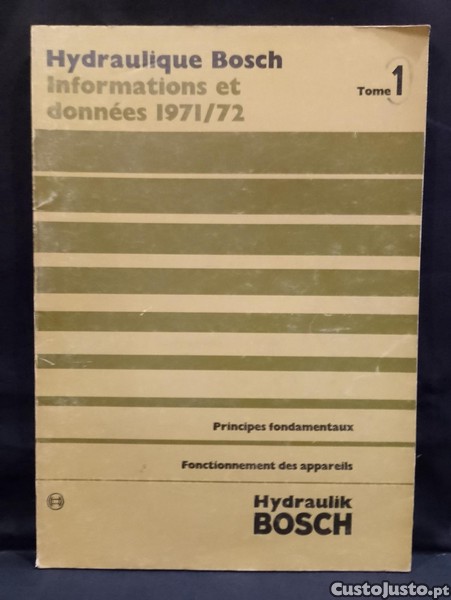 Hydraulique Bosch
Informations et
données 1971/72
Tome 1
Principes fondamentaux
Fonctionnement des appareils
Hydraulik
BOSCH
CustoJusto.pt